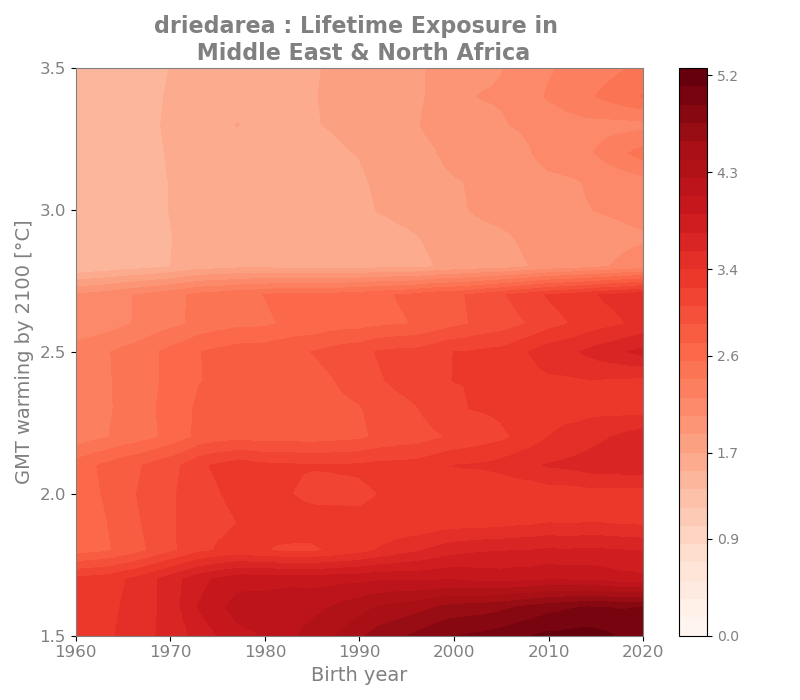 driedarea : Lifetime Exposure in
Middle East & North Africa
GMT warming by 2100 [°C]
3.5
3.0
2.5
2.0
1.5
1960 1970 1980 1990 2000 2010 2020
Birth year
5.2
4.3
3.4
2.6
1.7
0.9
0.0